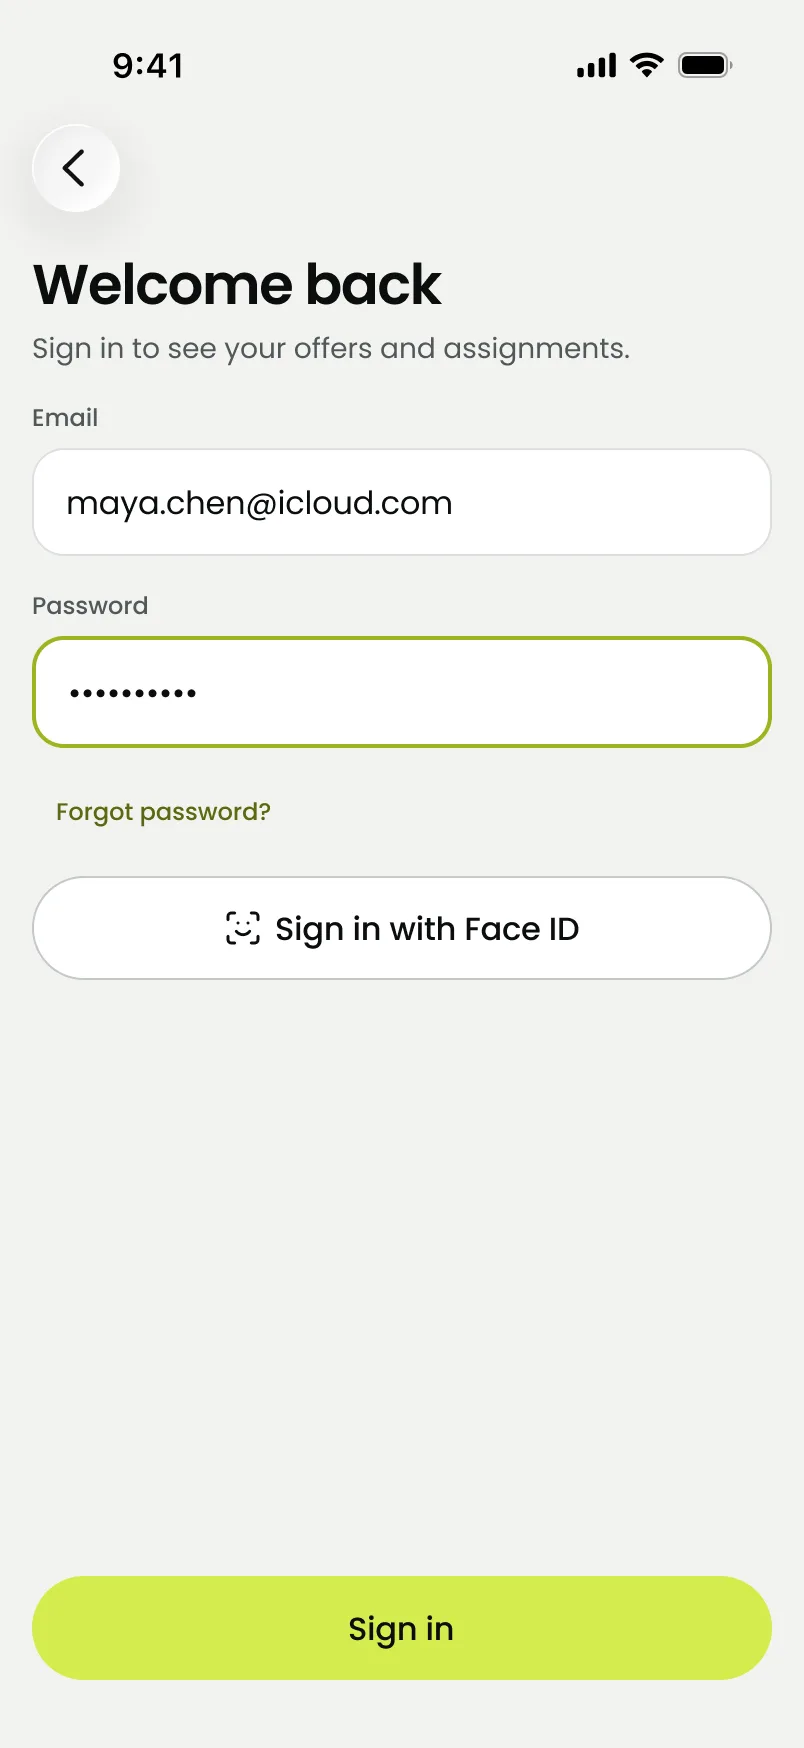 9:41
Welcome back
Sign in to see your offers and assignments.
Email
maya.chen@icloud.com
Password
••••••••••
Forgot password?
Sign in with Face ID
Sign in